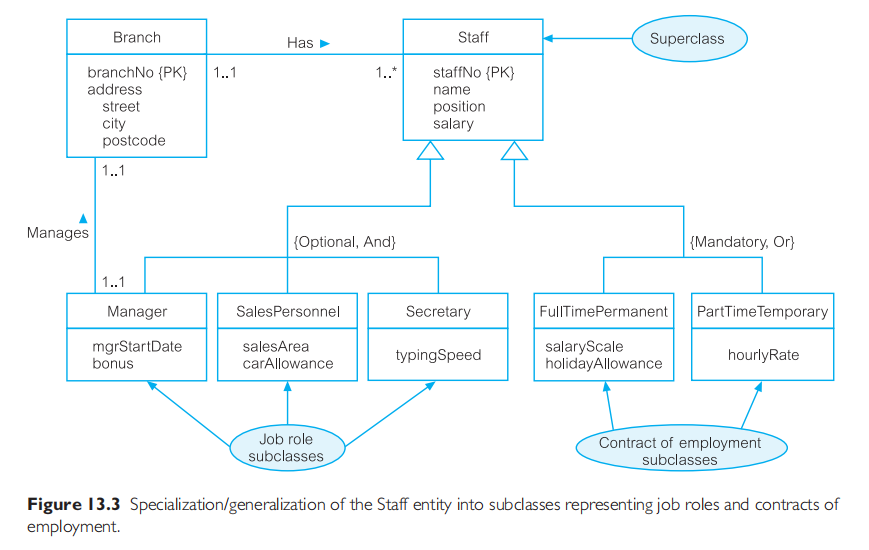 Branch
branchNo {PK}
address
street
city
postcode
Has ►
1..1
1..*
Staff
staffNo {PK}
name
position
salary
Superclass
1..1
Manages ▲
1..1
{Optional, And}
{Mandatory, Or}
Manager
mgrStartDate
bonus
SalesPersonnel
salesArea
carAllowance
Secretary
typingSpeed
FullTimePermanent
salaryScale
holidayAllowance
PartTimeTemporary
hourlyRate
Job role
subclasses
Contract of employment
subclasses
Figure 13.3 Specialization/generalization of the Staff entity into subclasses representing job roles and contracts of
employment.